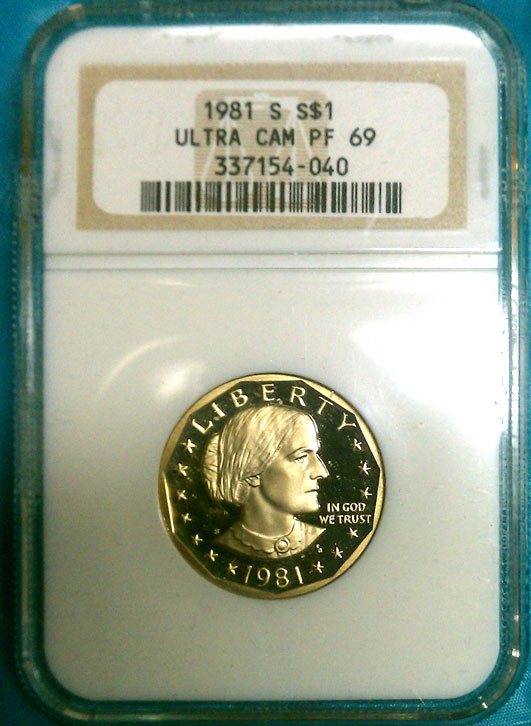 1981 S S$1
ULTRA CAM PF 69
337154-040
LIBERTY
IN GOD
WE TRUST
S
1981